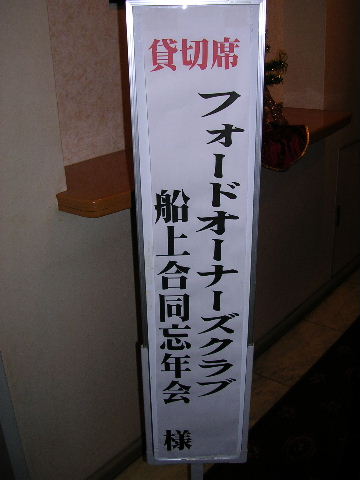 貸切席
フォードオーナーズクラブ
船上合同忘年会 様